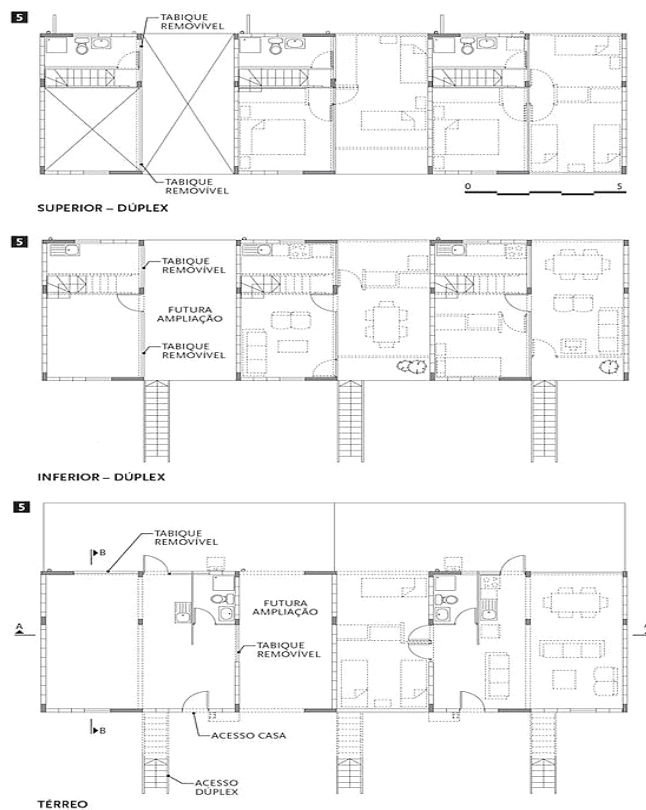 5
TABIQUE
REMOVÍVEL
TABIQUE
REMOVÍVEL
0 5
SUPERIOR – DÚPLEX
5
TABIQUE
REMOVÍVEL
FUTURA
AMPLIAÇÃO
TABIQUE
REMOVÍVEL
INFERIOR – DÚPLEX
5
TABIQUE
REMOVÍVEL
B
FUTURA
AMPLIAÇÃO
A
TABIQUE
REMOVÍVEL
B
ACESSO CASA
ACESSO
DÚPLEX
TÉRREO